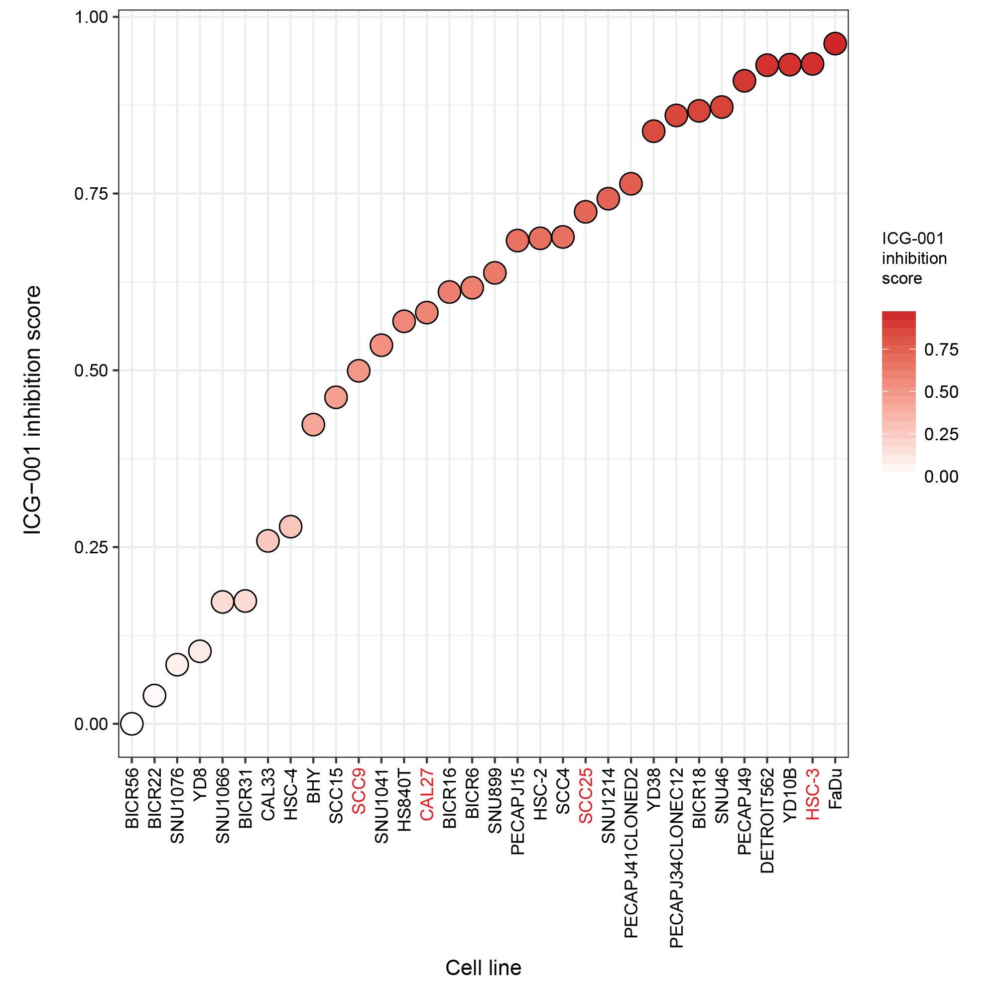 1.00
0.75
0.50
0.25
0.00
ICG−001 inhibition score
BICR56
BICR22
SNU1076
YD8
SNU1066
BICR31
CAL33
HSC-4
BHY
SCC15
SCC9
SNU1041
HS840T
CAL27
BICR16
BICR6
SNU899
PECAPJ15
HSC-2
SCC4
SCC25
SNU1214
PECAPJ41CLONED2
YD38
PECAPJ34CLONEC12
BICR18
SNU46
PECAPJ49
DETROIT562
YD10B
HSC-3
FaDu
Cell line
ICG-001
inhibition
score
0.75
0.50
0.25
0.00